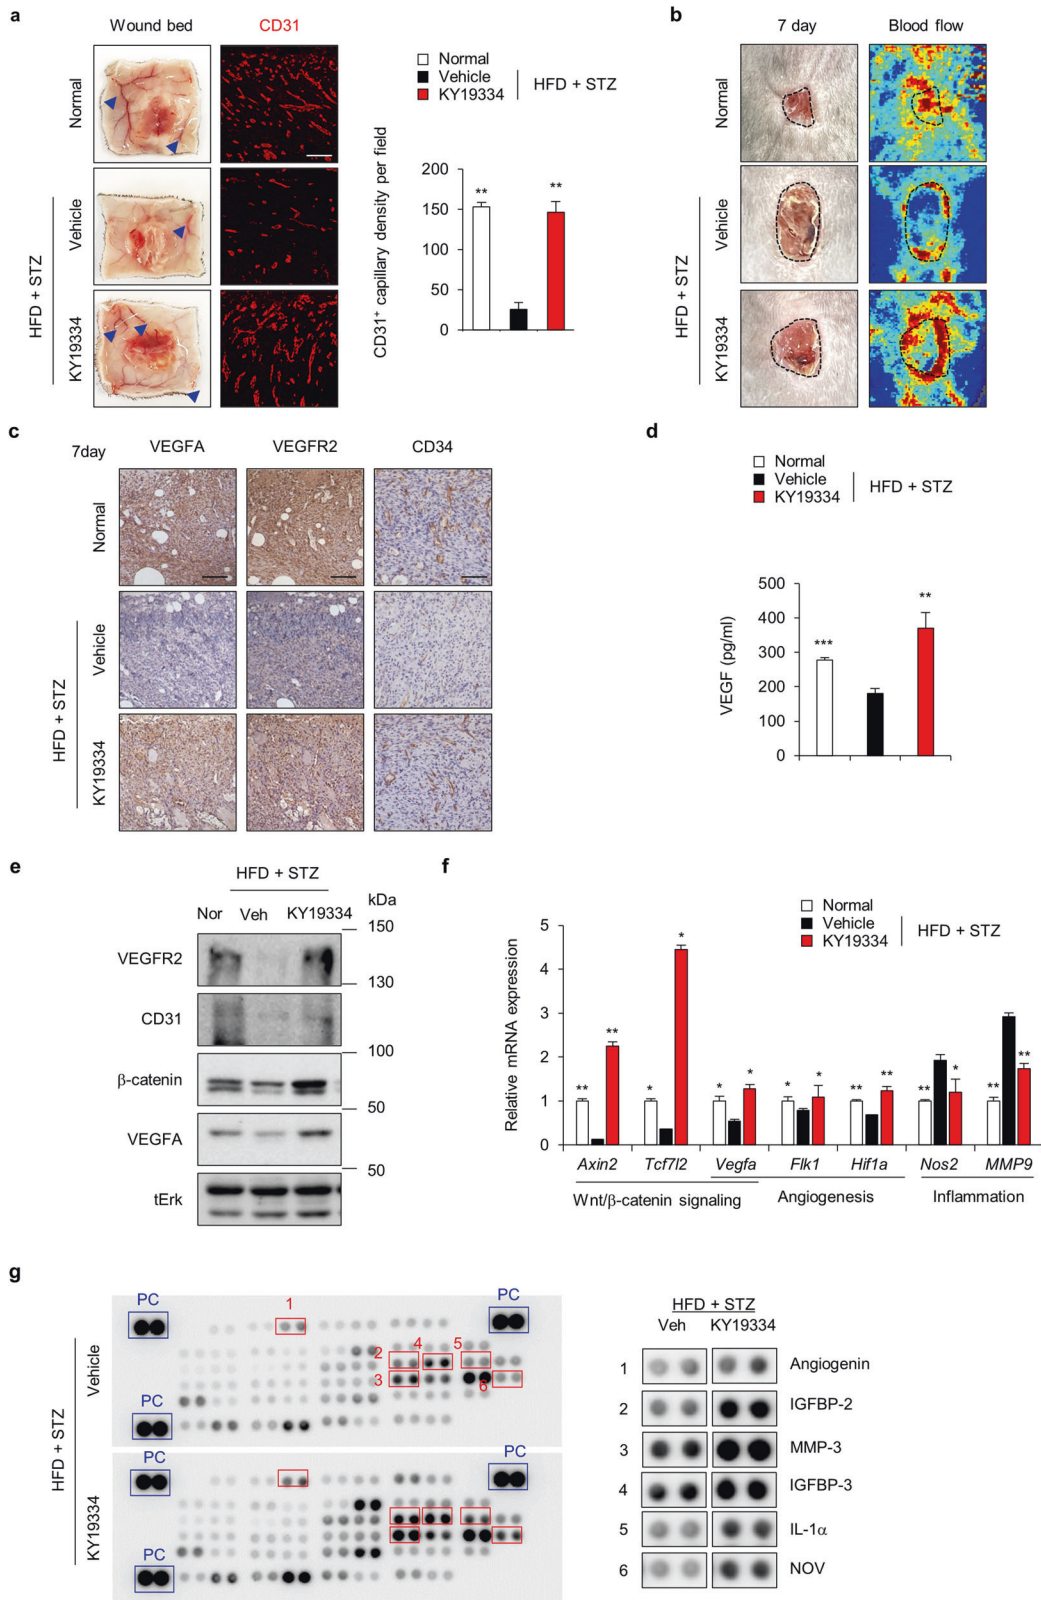 a
Wound bed
CD31
Normal
Vehicle
KY19334
HFD + STZ
Normal
Vehicle
KY19334
HFD + STZ
CD31⁺ capillary density per field
200
150
100
50
0
**
**
b
7 day
Blood flow
Normal
Vehicle
KY19334
HFD + STZ
c
7day
VEGFA
VEGFR2
CD34
Normal
Vehicle
KY19334
HFD + STZ
d
Normal
Vehicle
KY19334
HFD + STZ
VEGF (pg/ml)
500
400
300
200
100
0
***
**
e
HFD + STZ
Nor
Veh
KY19334
kDa
150
VEGFR2
130
CD31
100
β-catenin
50
VEGFA
50
tErk
f
Normal
Vehicle
KY19334
HFD + STZ
Relative mRNA expression
5
4
3
2
1
0
** ** * * * * * * ** ** ** * ** **
Axin2 Tcf7l2 Vegfa Flk1 Hif1a Nos2 MMP9
Wnt/β-catenin signaling
Angiogenesis
Inflammation
g
HFD + STZ
Vehicle
PC
1
PC
2
4
5
3
6
PC
KY19334
PC
PC
PC
HFD + STZ
Veh KY19334
1 Angiogenin
2 IGFBP-2
3 MMP-3
4 IGFBP-3
5 IL-1α
6 NOV